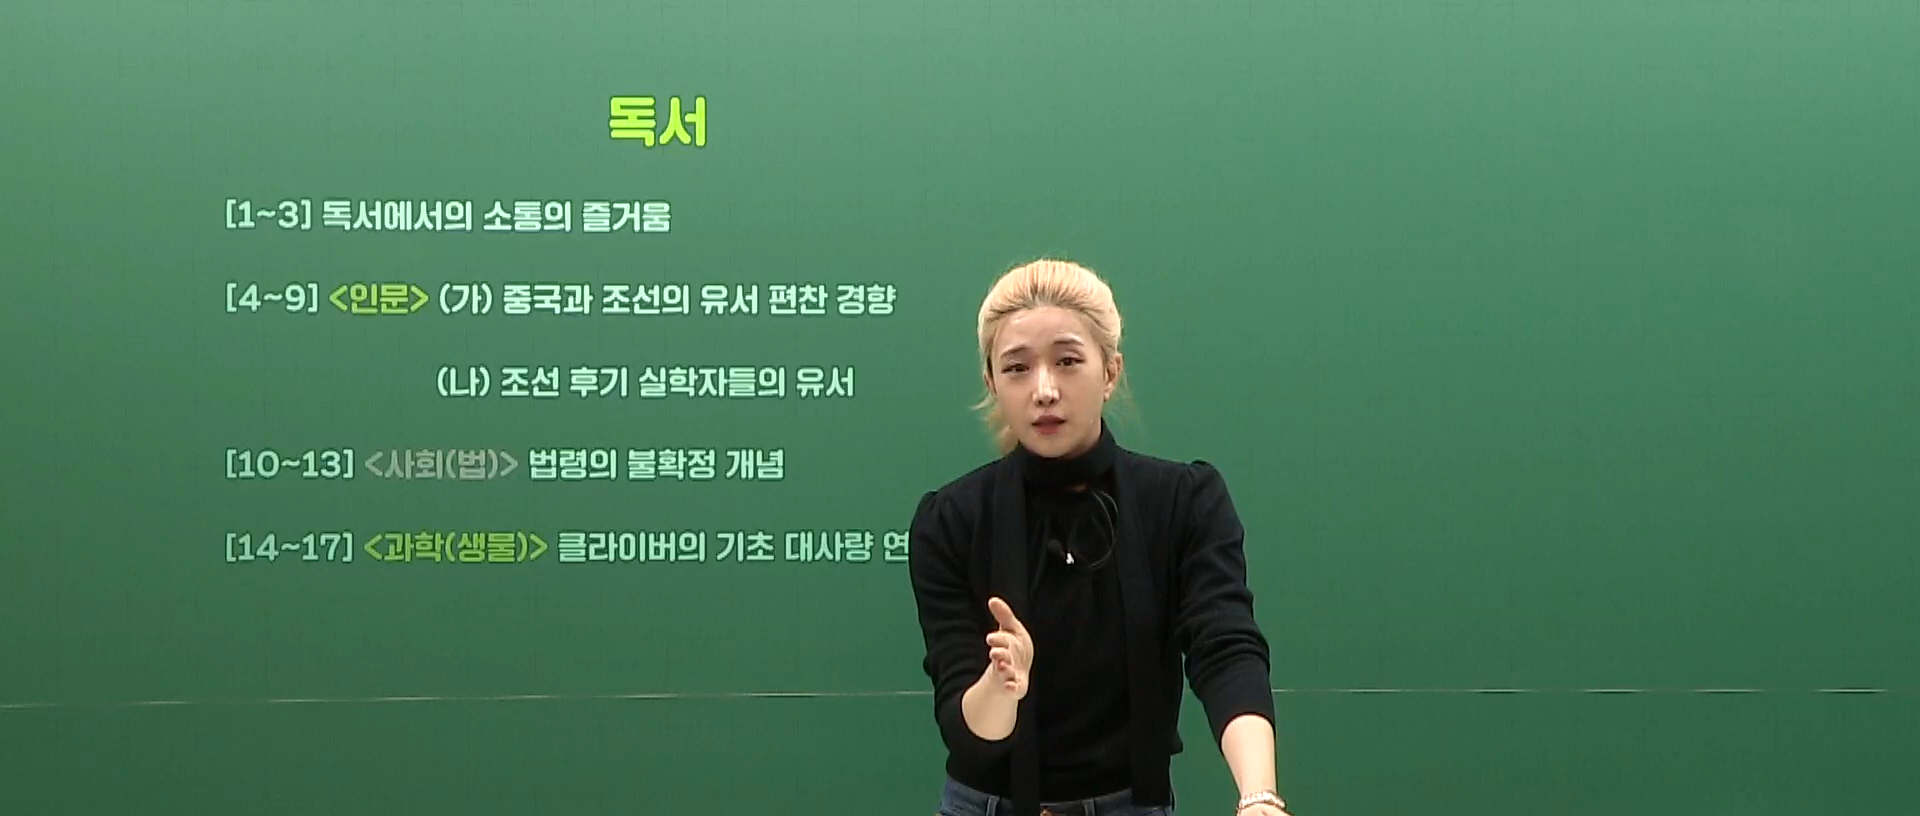 독서
[1~3] 독서에서의 소통의 즐거움
[4~9] <인문> (가) 중국과 조선의 유서 편찬 경향
(나) 조선 후기 실학자들의 유서
[10~13] <사회(법)> 법령의 불확정 개념
[14~17] <과학(생물)> 클라이버의 기초 대사량 연